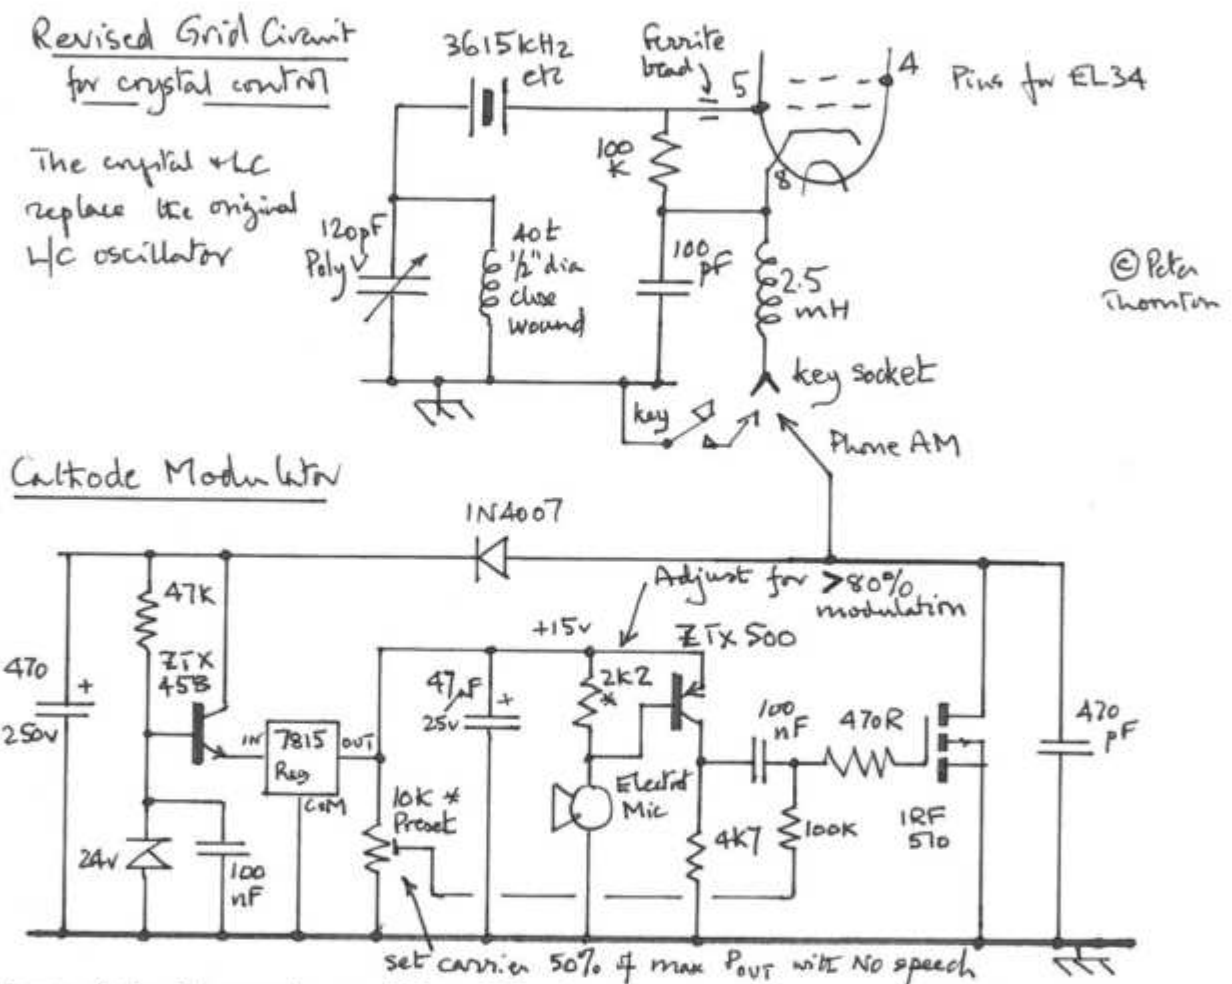 Revised Grid Circuit
for crystal control
The crystal + LC
replace the original
L/C oscillator
3615kHz
etc
ferrite
bead
5
4
Pins for EL34
100
K
8
120pF
Poly V
40t
1/2" dia
close
wound
100
pF
2.5
mH
© Peter
Thornton
key socket
key
Phone AM
Cathode Modulator
1N4007
Adjust for >80%
modulation
47K
+15v
ZTX 500
470
+
250v
ZTX
458
47µF
25v
+
2K2
*
100
nF
470R
470
pF
IN
7815
Reg
OUT
COM
10K *
Preset
Electret
Mic
4K7
100K
IRF
510
24v
100
nF
set carrier 50% of max POUT with NO speech